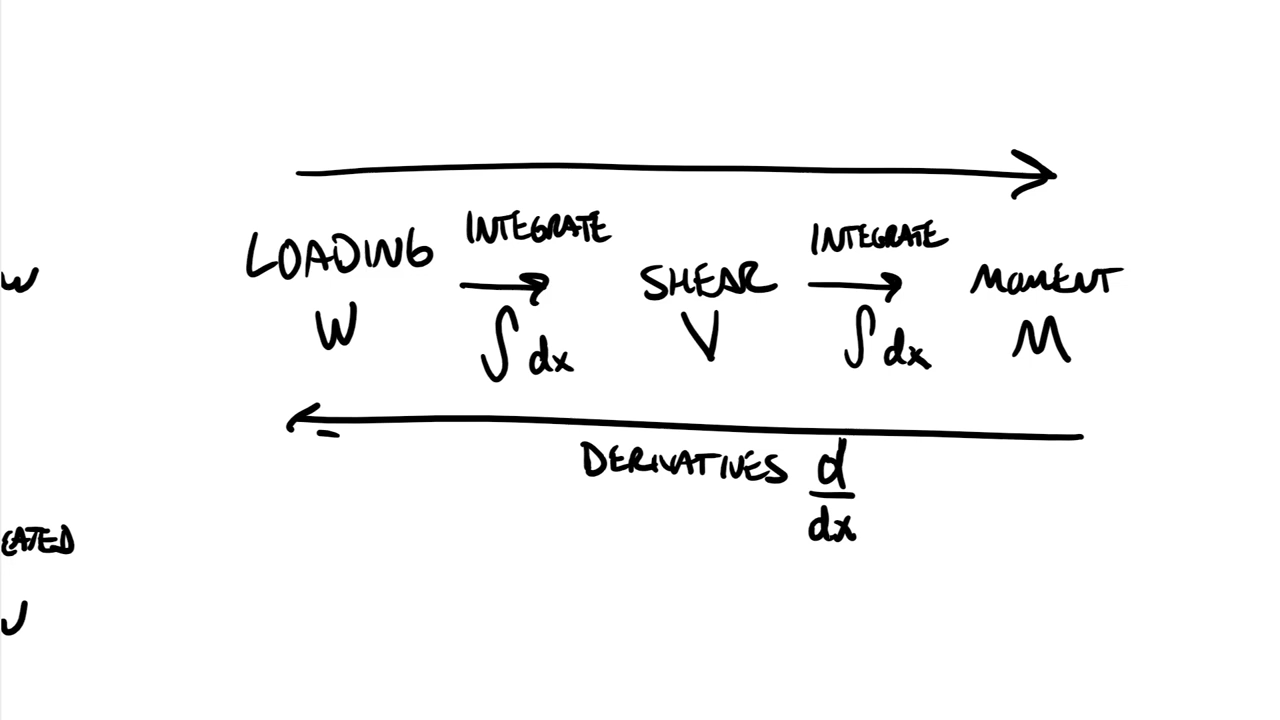 INTEGRATE INTEGRATE
LOADING SHEAR MOMENT
W ∫ dx V ∫ dx M
DERIVATIVES d/dx
W